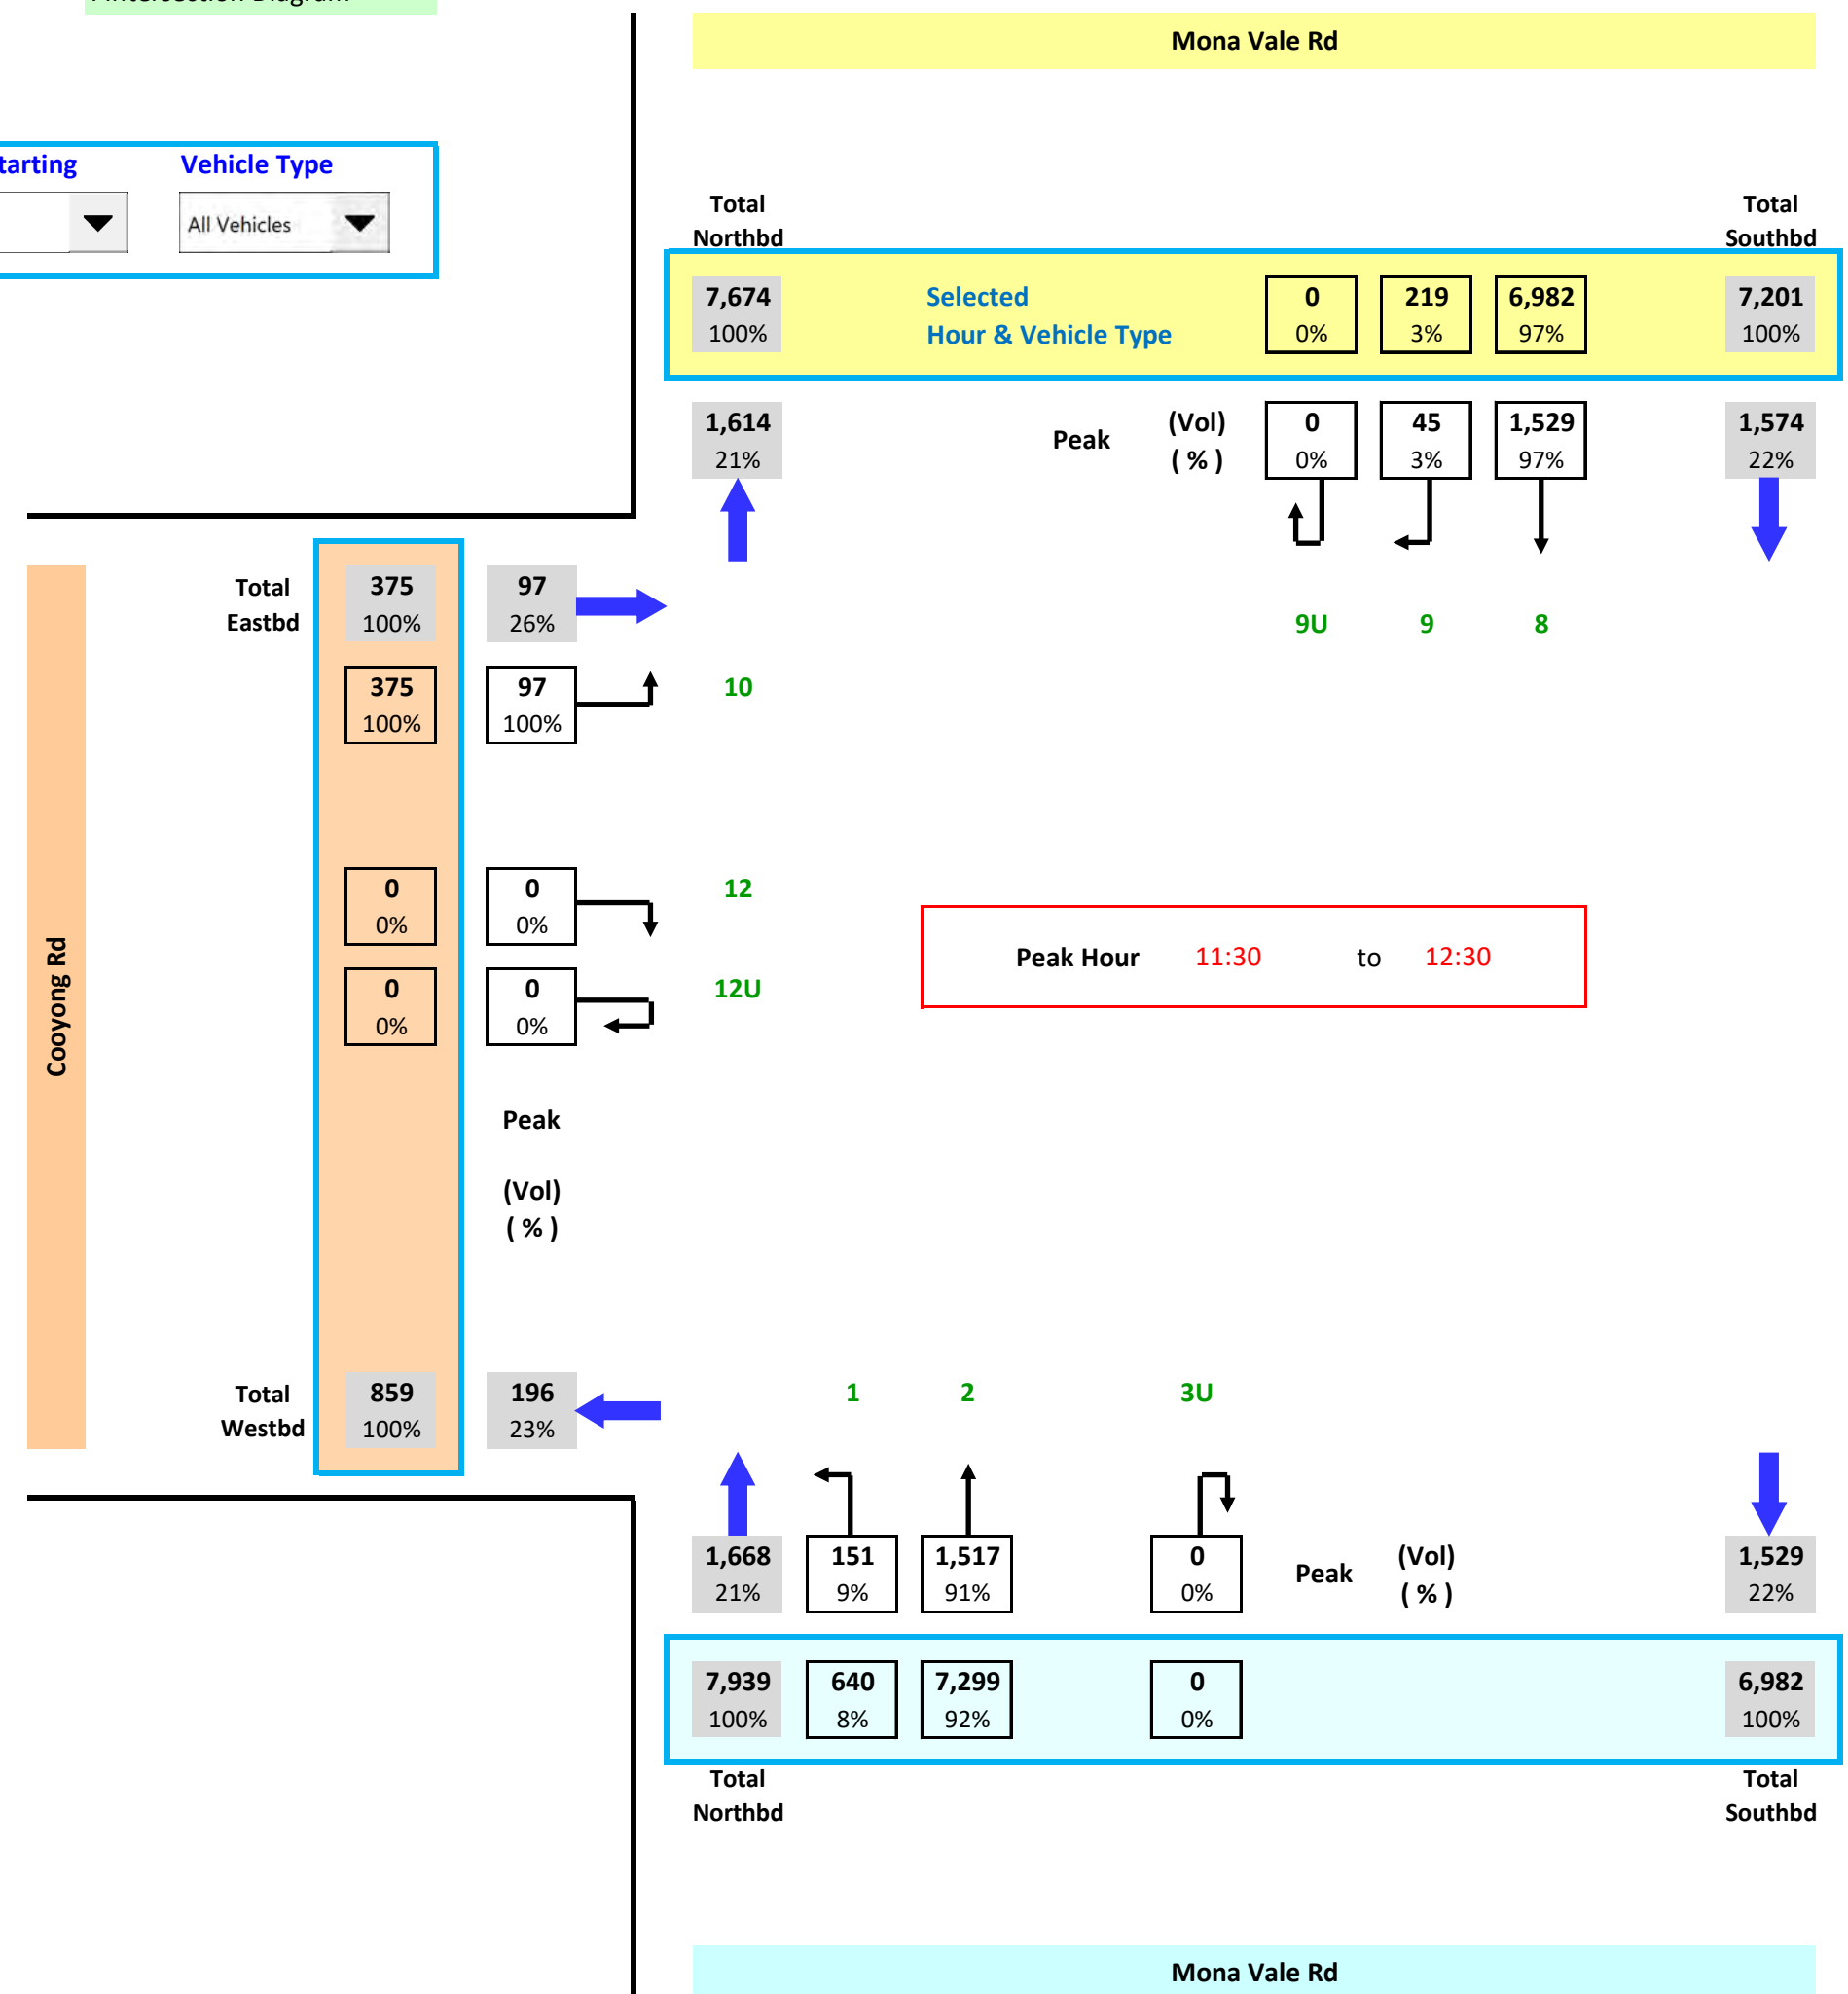 Intersection Diagram
Mona Vale Rd
tarting Vehicle Type
All Vehicles
Total Total
Northbd Southbd
7,674 Selected 0 219 6,982 7,201
100% Hour & Vehicle Type 0% 3% 97% 100%
1,614 Peak (Vol) 0 45 1,529 1,574
21% ( % ) 0% 3% 97% 22%
Total 375 97
Eastbd 100% 26% 9U 9 8
375 97 10
100% 100%
0 0 12
0% 0%
Peak Hour 11:30 to 12:30
0 0 12U
0% 0%
Cooyong Rd
Peak
(Vol)
( % )
Total 859 196 1 2 3U
Westbd 100% 23%
1,668 151 1,517 0 Peak (Vol) 1,529
21% 9% 91% 0% ( % ) 22%
7,939 640 7,299 0 6,982
100% 8% 92% 0% 100%
Total Total
Northbd Southbd
Mona Vale Rd